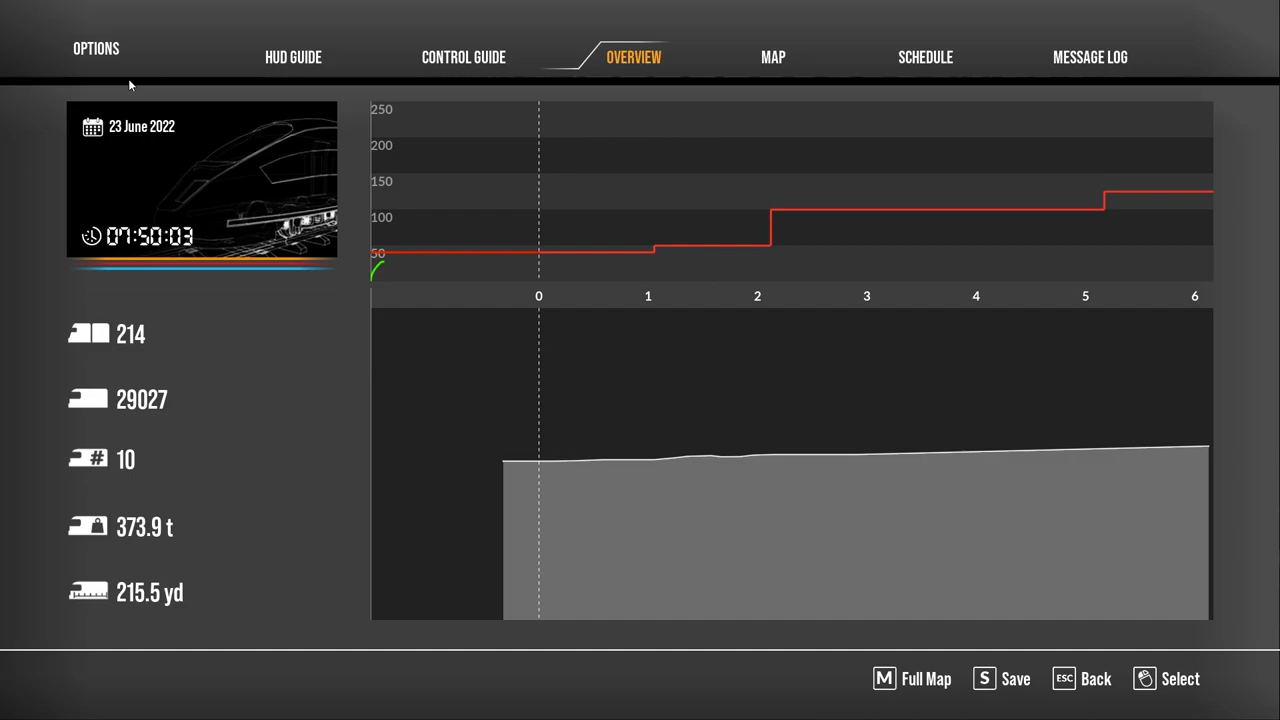 OPTIONS
HUD GUIDE
CONTROL GUIDE
OVERVIEW
MAP
SCHEDULE
MESSAGE LOG
23 June 2022
07:50:03
214
29027
# 10
373.9 t
215.5 yd
250
200
150
100
50
0 1 2 3 4 5 6
M Full Map
S Save
ESC Back
Select